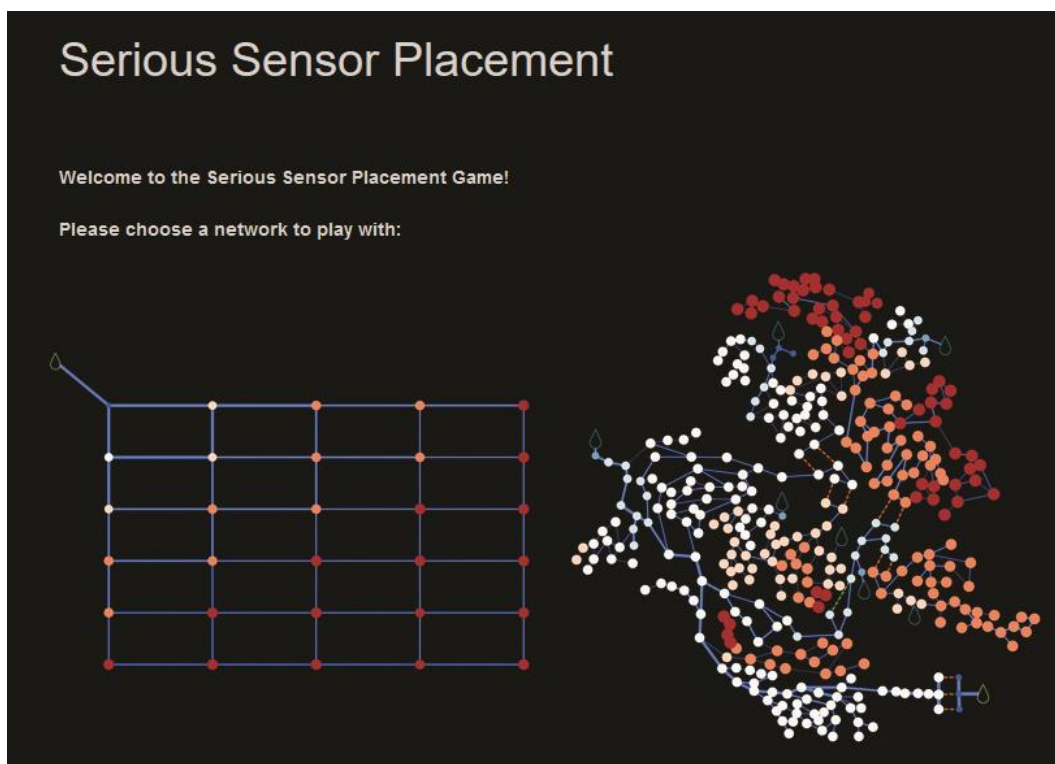 Serious Sensor Placement
Welcome to the Serious Sensor Placement Game!
Please choose a network to play with: